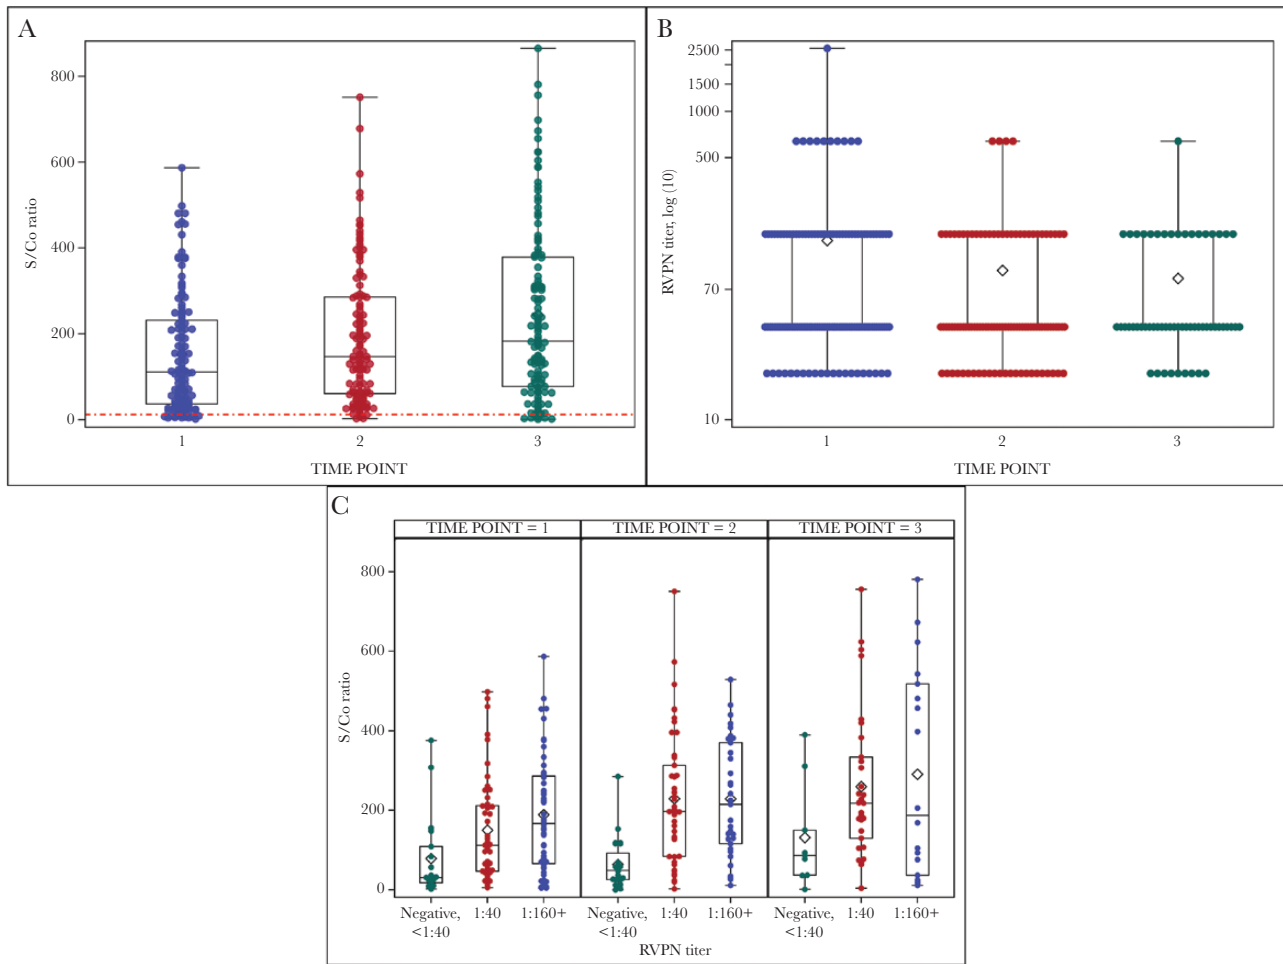 A
S/Co ratio
800
600
400
200
0
1
2
3
TIME POINT
B
RVPN titer, log (10)
2500
1500
1000
500
70
10
1
2
3
TIME POINT
C
TIME POINT = 1
TIME POINT = 2
TIME POINT = 3
S/Co ratio
800
600
400
200
0
Negative,
<1:40
1:40
1:160+
Negative,
<1:40
1:40
1:160+
Negative,
<1:40
1:40
1:160+
RVPN titer